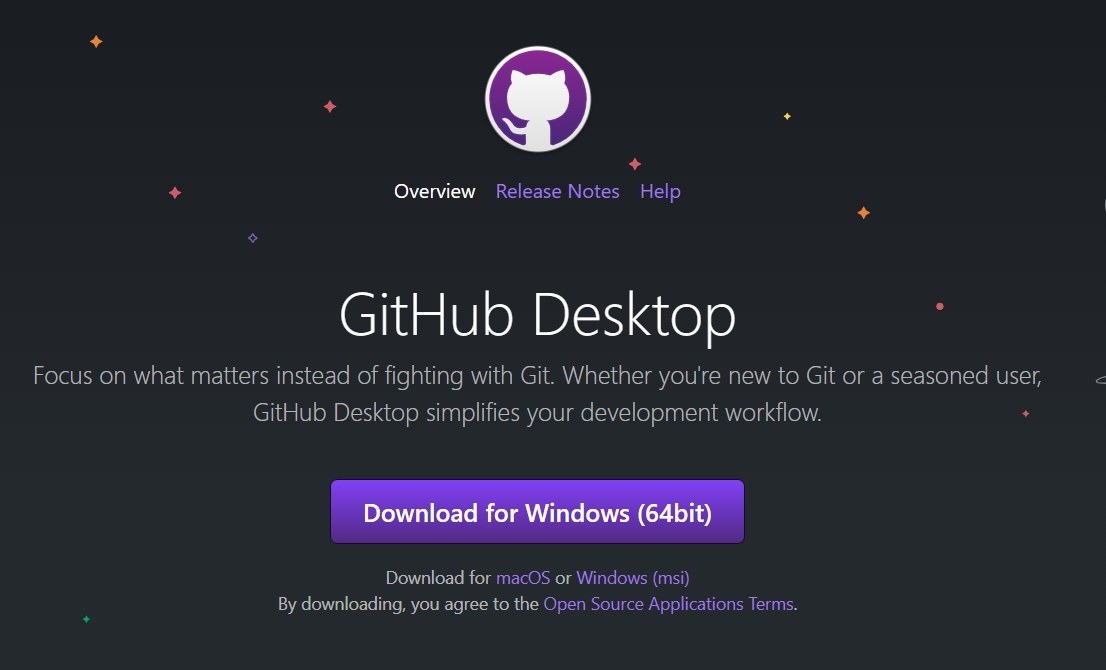 Overview Release Notes Help
GitHub Desktop
Focus on what matters instead of fighting with Git. Whether you're new to Git or a seasoned user,
GitHub Desktop simplifies your development workflow.
Download for Windows (64bit)
Download for macOS or Windows (msi)
By downloading, you agree to the Open Source Applications Terms.